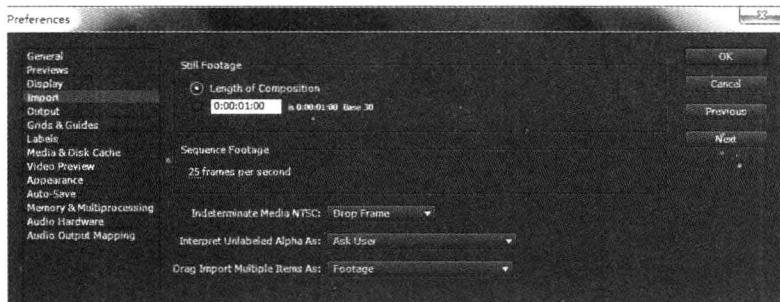 Preferences
General
Previews
Display
Import
Output
Grids & Guides
Labels
Media & Disk Cache
Video Preview
Appearance
Auto-Save
Memory & Multiprocessing
Audio Hardware
Audio Output Mapping
Still Footage
Length of Composition
0:00:01:00 is 0:00:01:00 Base 30
Sequence Footage
25 frames per second
Indeterminate Media NTSC: Drop Frame
Interpret Unlabeled Alpha As: Ask User
Drag Import Multiple Items As: Footage
OK
Cancel
Previous
Next